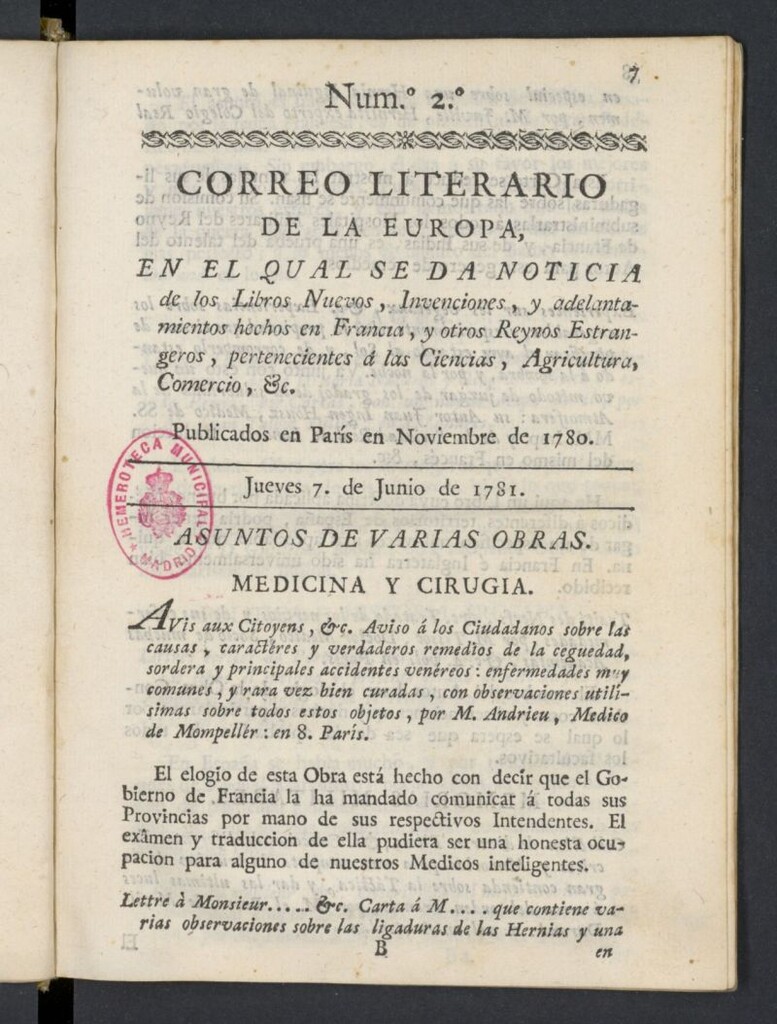 7
Num.º 2.º
CORREO LITERARIO
DE LA EUROPA,
EN EL QUAL SE DA NOTICIA
de los Libros Nuevos, Invenciones, y adelanta-
mientos hechos en Francia, y otros Reynos Estran-
geros, pertenecientes á las Ciencias, Agricultura,
Comercio, &c.
Publicados en París en Noviembre de 1780.
Jueves 7. de Junio de 1781.
HEMEROTECA MUNICIPAL
MADRID
ASUNTOS DE VARIAS OBRAS.
MEDICINA Y CIRUGIA.
AVis aux Citoyens, &c. Aviso á los Ciudadanos sobre las
causas, caractéres y verdaderos remedios de la ceguedad,
sordera y principales accidentes venéreos: enfermedades muy
comunes, y rara vez bien curadas, con observaciones utili-
simas sobre todos estos objetos, por M. Andrieu, Medico
de Mompellér: en 8. París.
El elogio de esta Obra está hecho con decir que el Go-
bierno de Francia la ha mandado comunicar á todas sus
Provincias por mano de sus respectivos Intendentes. El
exâmen y traduccion de ella pudiera ser una honesta ocu-
pacion para alguno de nuestros Medicos inteligentes.
Lettre à Monsieur..... &c. Carta á M.... que contiene va-
rias observaciones sobre las ligaduras de las Hernias y una
B
en